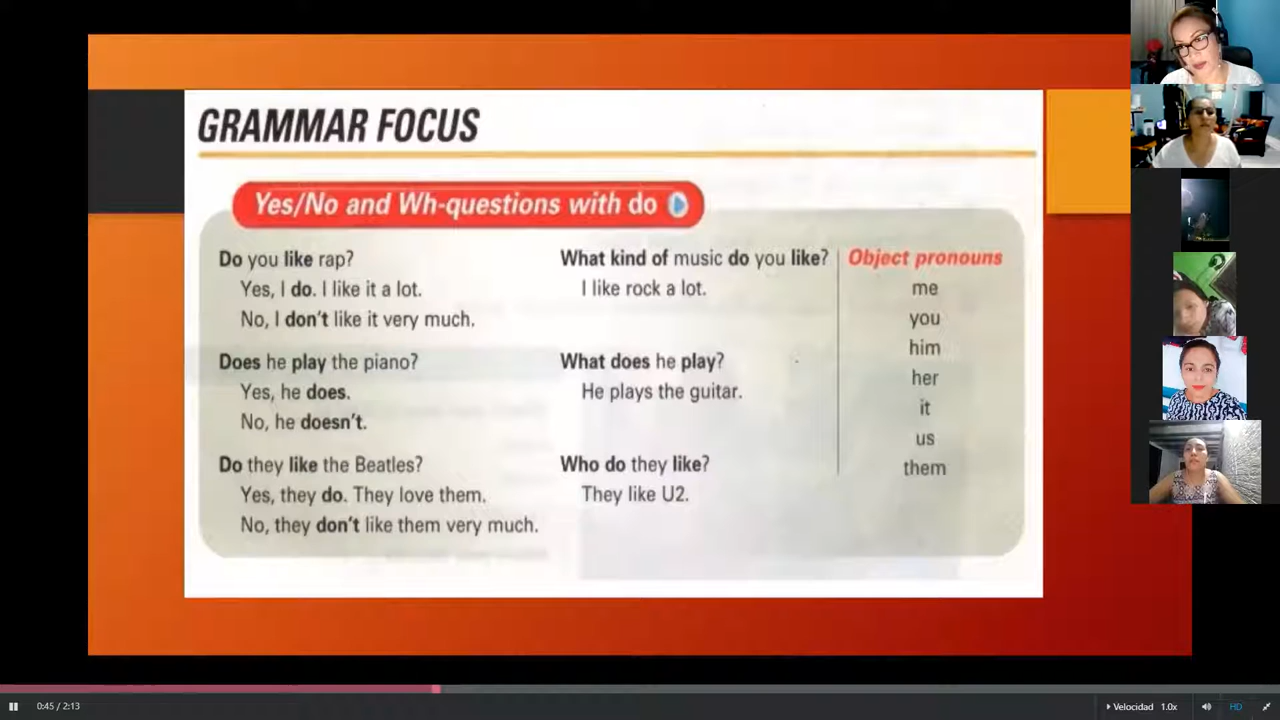 GRAMMAR FOCUS
Yes/No and Wh-questions with do
Do you like rap?
Yes, I do. I like it a lot.
No, I don't like it very much.
Does he play the piano?
Yes, he does.
No, he doesn't.
Do they like the Beatles?
Yes, they do. They love them.
No, they don't like them very much.
What kind of music do you like?
I like rock a lot.
What does he play?
He plays the guitar.
Who do they like?
They like U2.
Object pronouns
me
you
him
her
it
us
them
0:45 / 2:13
Velocidad 1.0x
HD